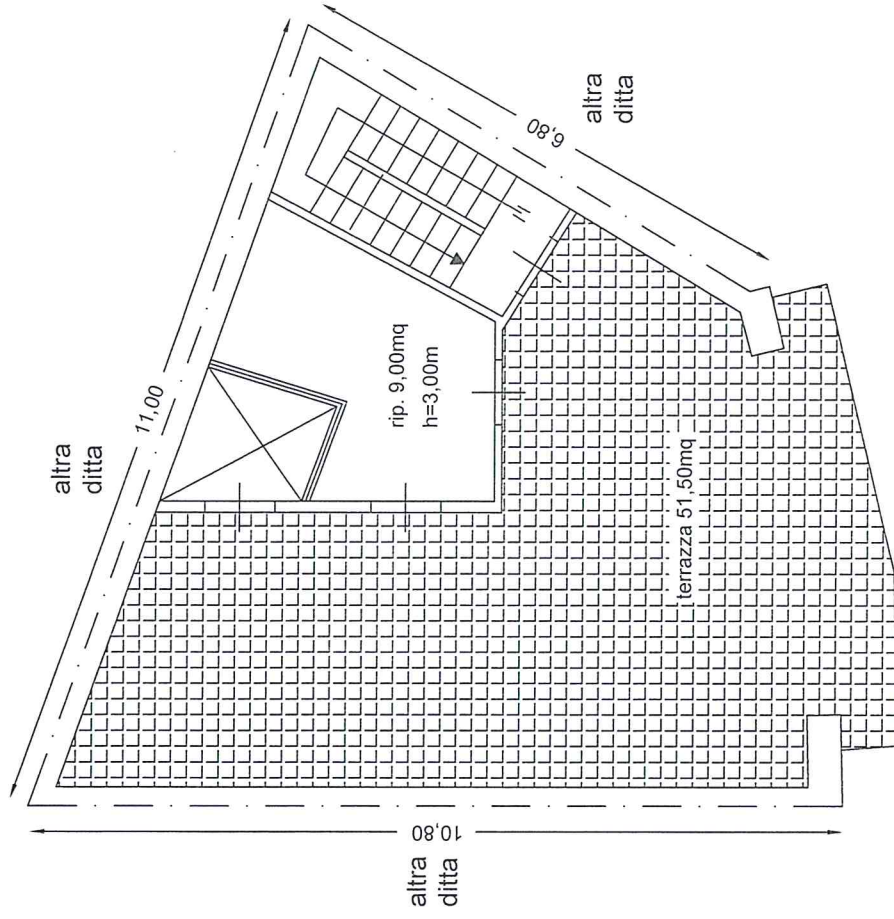 altra
ditta
11,00
6,80
altra
ditta
rip. 9,00mq
h=3,00m
terrazza 51,50mq
10,80
altra
ditta